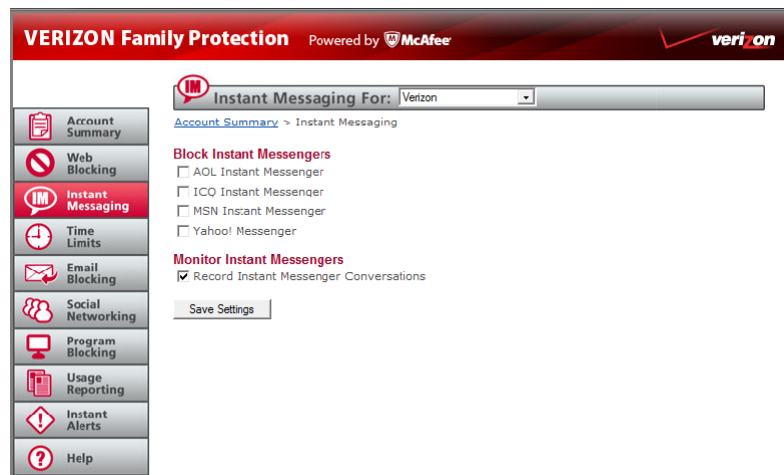 VERIZON Family Protection Powered by McAfee verizon
IM Instant Messaging For: Verizon
Account Summary > Instant Messaging
Account
Summary
Web
Blocking
IM Instant
Messaging
Time
Limits
Email
Blocking
Social
Networking
Program
Blocking
Usage
Reporting
Instant
Alerts
? Help
Block Instant Messengers
AOL Instant Messenger
ICQ Instant Messenger
MSN Instant Messenger
Yahoo! Messenger
Monitor Instant Messengers
Record Instant Messenger Conversations
Save Settings